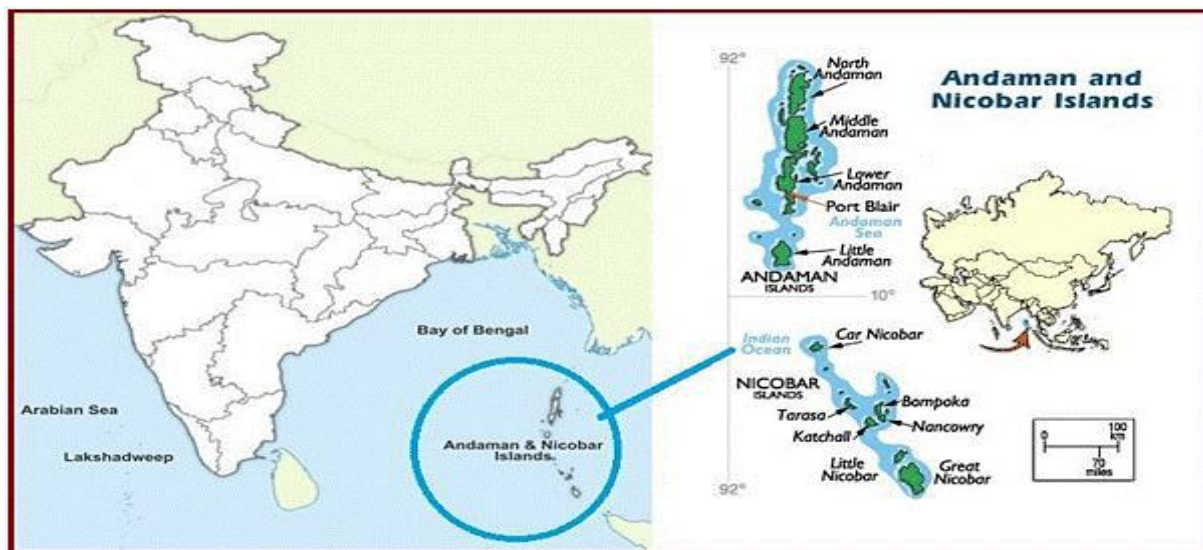 Bay of Bengal
Arabian Sea
Lakshadweep
Andaman & Nicobar
Islands
Andaman and
Nicobar Islands
92°
North
Andaman
Middle
Andaman
Lower
Andaman
Port Blair
Andaman
Sea
Little
Andaman
ANDAMAN
ISLANDS
10°
Indian
Ocean
Car Nicobar
NICOBAR
ISLANDS
Tarasa
Bompoka
Katchall
Nancowry
Little
Nicobar
Great
Nicobar
92°
0
100
km
70
miles